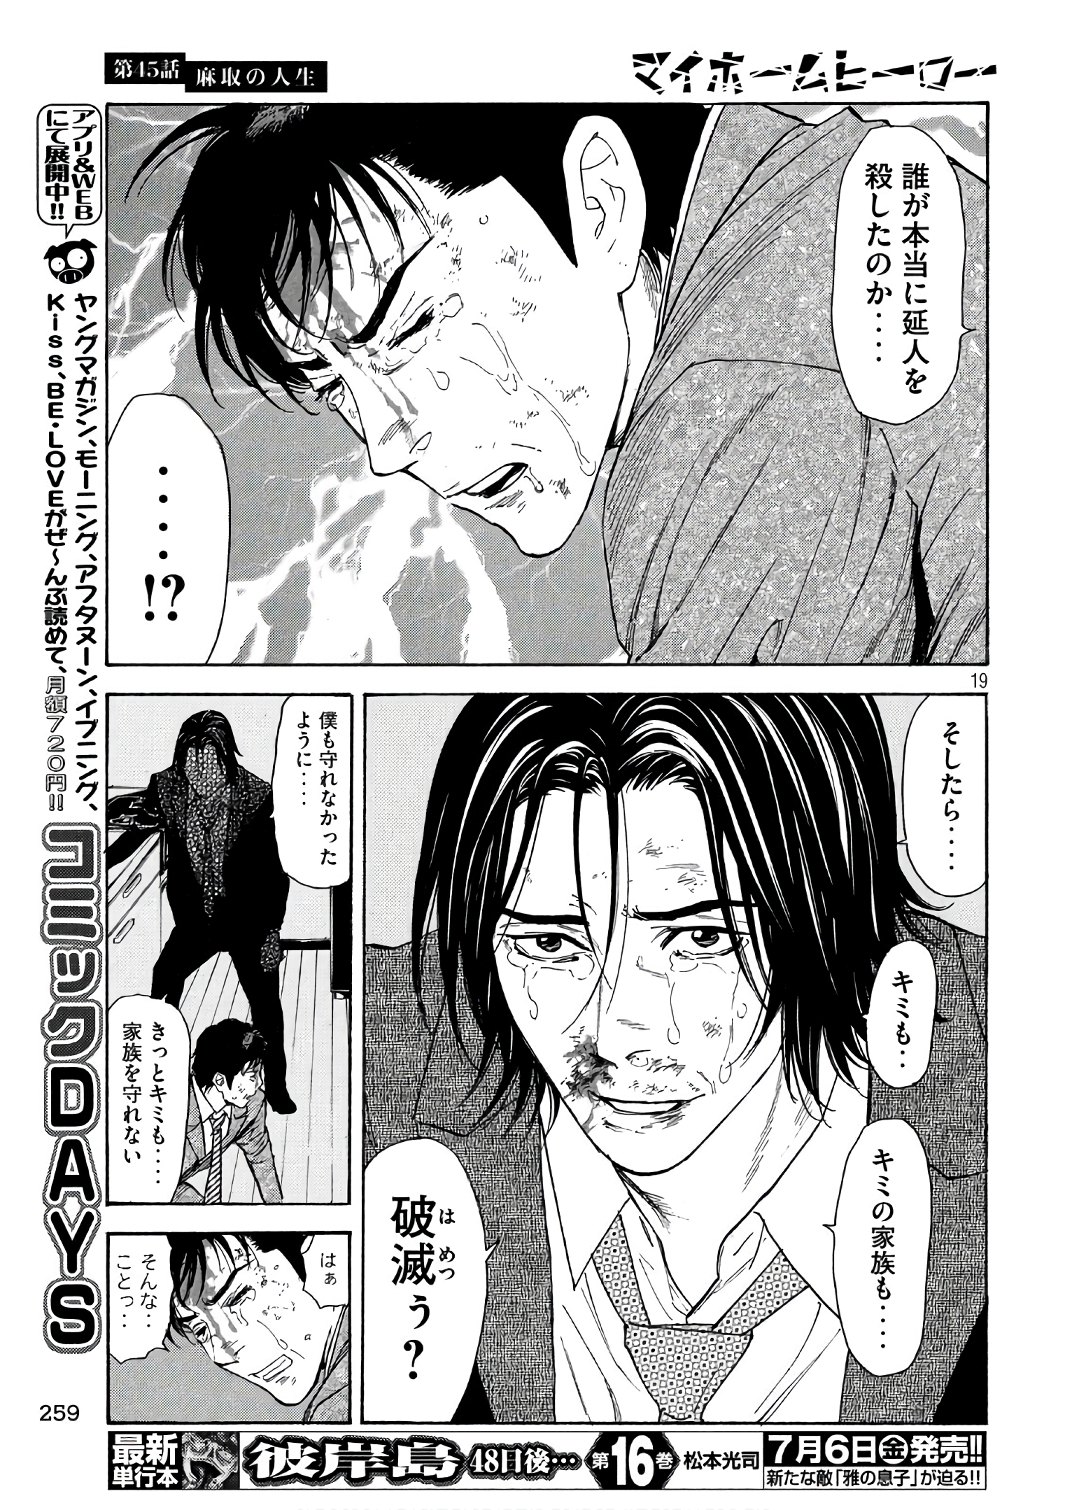 第45話
麻取の人生
マイホームヒーロー
誰が本当に延人を
殺したのか‥‥
‥‥!?
19
そしたら‥‥
キミも‥
キミの家族も‥‥
破滅ぅ?
はめつ
僕も守れなかった
ように‥‥
きっとキミも‥‥
家族を守れない
はぁ
そんな‥
ことっ‥
アプリ&WEB
にて展開中!!
ヤングマガジン、モーニング、アフタヌーン、イブニング、
Kiss、BE・LOVEがぜ〜んぶ読めて、月額720円!!
コミックDAYS
259
最新
単行本
彼岸島 48日後… 第16巻 松本光司
7月6日㊎発売!!
新たな敵「雅の息子」が迫る!!